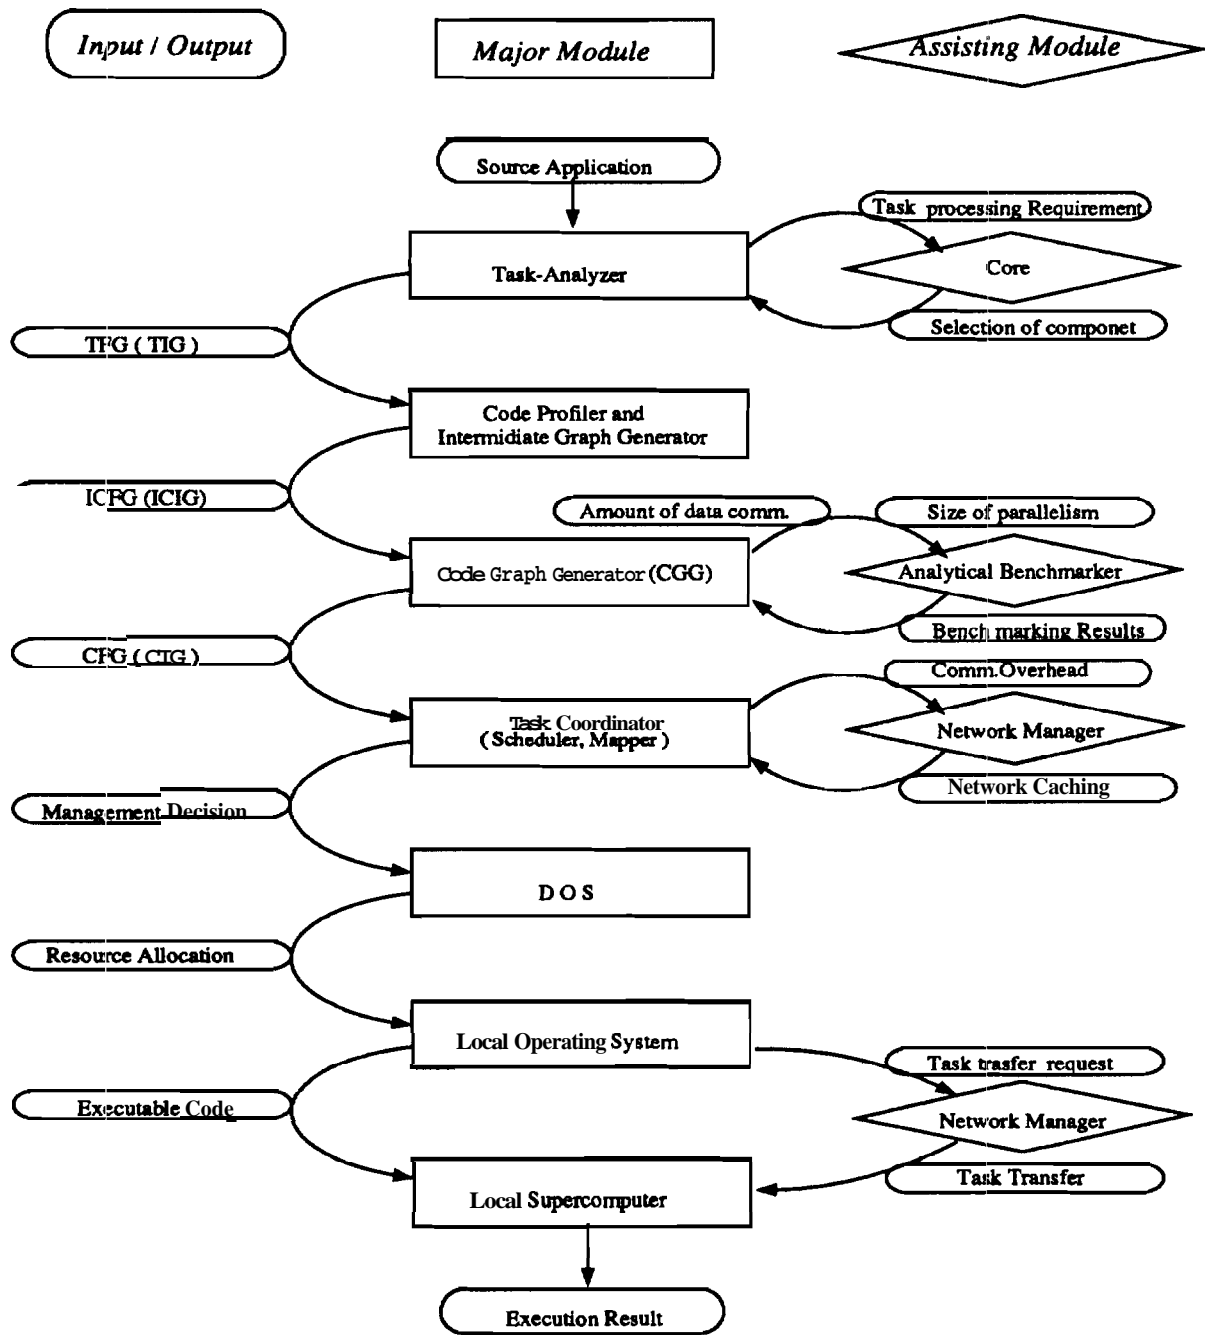 Input / Output
Major Module
Assisting Module
Source Application
Task processing Requirement
Task-Analyzer
Core
Selection of componet
TFG ( TIG )
Code Profiler and
Intermidiate Graph Generator
ICFG (ICIG)
Amount of data comm.
Size of parallelism
Code Graph Generator (CGG)
Analytical Benchmarker
Bench marking Results
CFG ( CIG )
Comm.Overhead
Task Coordinator
( Scheduler, Mapper )
Network Manager
Network Caching
Management Decision
D O S
Resource Allocation
Local Operating System
Task trasfer request
Executable Code
Network Manager
Task Transfer
Local Supercomputer
Execution Result